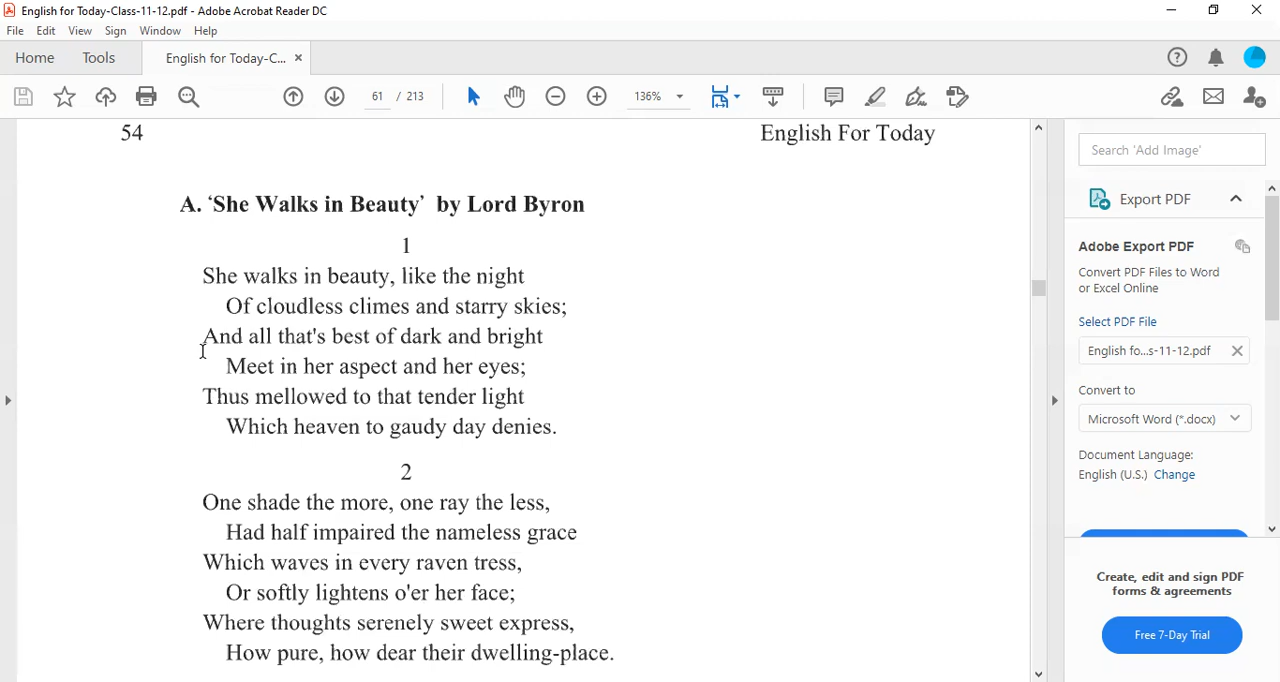 English for Today-Class-11-12.pdf - Adobe Acrobat Reader DC
File Edit View Sign Window Help
Home Tools English for Today-C... ×
61 / 213 136%
54 English For Today
A. ‘She Walks in Beauty’ by Lord Byron
1
She walks in beauty, like the night
Of cloudless climes and starry skies;
And all that's best of dark and bright
Meet in her aspect and her eyes;
Thus mellowed to that tender light
Which heaven to gaudy day denies.
2
One shade the more, one ray the less,
Had half impaired the nameless grace
Which waves in every raven tress,
Or softly lightens o'er her face;
Where thoughts serenely sweet express,
How pure, how dear their dwelling-place.
Search 'Add Image'
Export PDF
Adobe Export PDF
Convert PDF Files to Word
or Excel Online
Select PDF File
English fo...s-11-12.pdf
Convert to
Microsoft Word (*.docx)
Document Language:
English (U.S.) Change
Create, edit and sign PDF
forms & agreements
Free 7-Day Trial